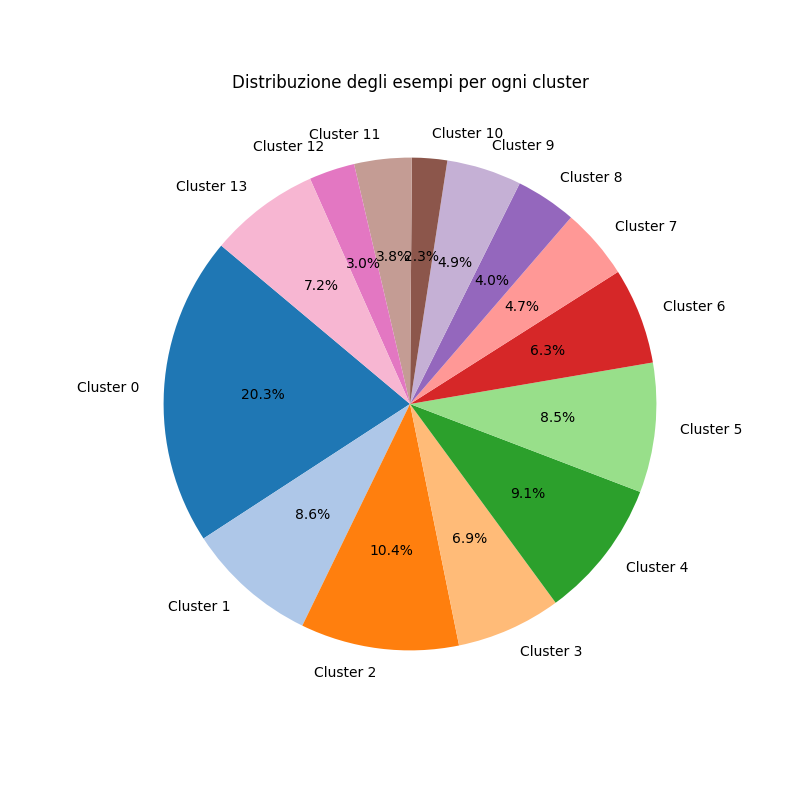 Distribuzione degli esempi per ogni cluster
Cluster 0
20.3%
Cluster 1
8.6%
Cluster 2
10.4%
Cluster 3
6.9%
Cluster 4
9.1%
Cluster 5
8.5%
Cluster 6
6.3%
Cluster 7
4.7%
Cluster 8
4.0%
Cluster 9
4.9%
Cluster 10
2.3%
Cluster 11
3.8%
Cluster 12
3.0%
Cluster 13
7.2%